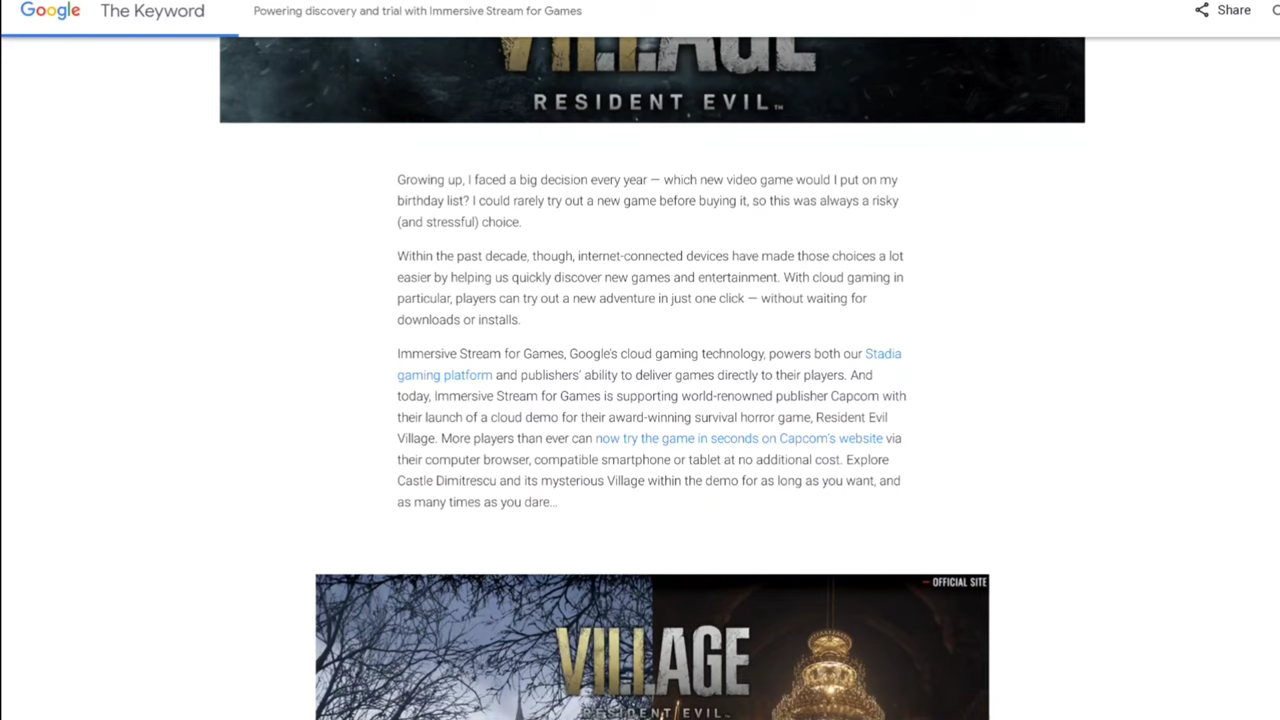 Google The Keyword Powering discovery and trial with Immersive Stream for Games Share
VILLAGE
RESIDENT EVIL™
Growing up, I faced a big decision every year — which new video game would I put on my
birthday list? I could rarely try out a new game before buying it, so this was always a risky
(and stressful) choice.
Within the past decade, though, internet-connected devices have made those choices a lot
easier by helping us quickly discover new games and entertainment. With cloud gaming in
particular, players can try out a new adventure in just one click — without waiting for
downloads or installs.
Immersive Stream for Games, Google's cloud gaming technology, powers both our Stadia
gaming platform and publishers' ability to deliver games directly to their players. And
today, Immersive Stream for Games is supporting world-renowned publisher Capcom with
their launch of a cloud demo for their award-winning survival horror game, Resident Evil
Village. More players than ever can now try the game in seconds on Capcom's website via
their computer browser, compatible smartphone or tablet at no additional cost. Explore
Castle Dimitrescu and its mysterious Village within the demo for as long as you want, and
as many times as you dare…
OFFICIAL SITE
VILLAGE
RESIDENT EVIL™